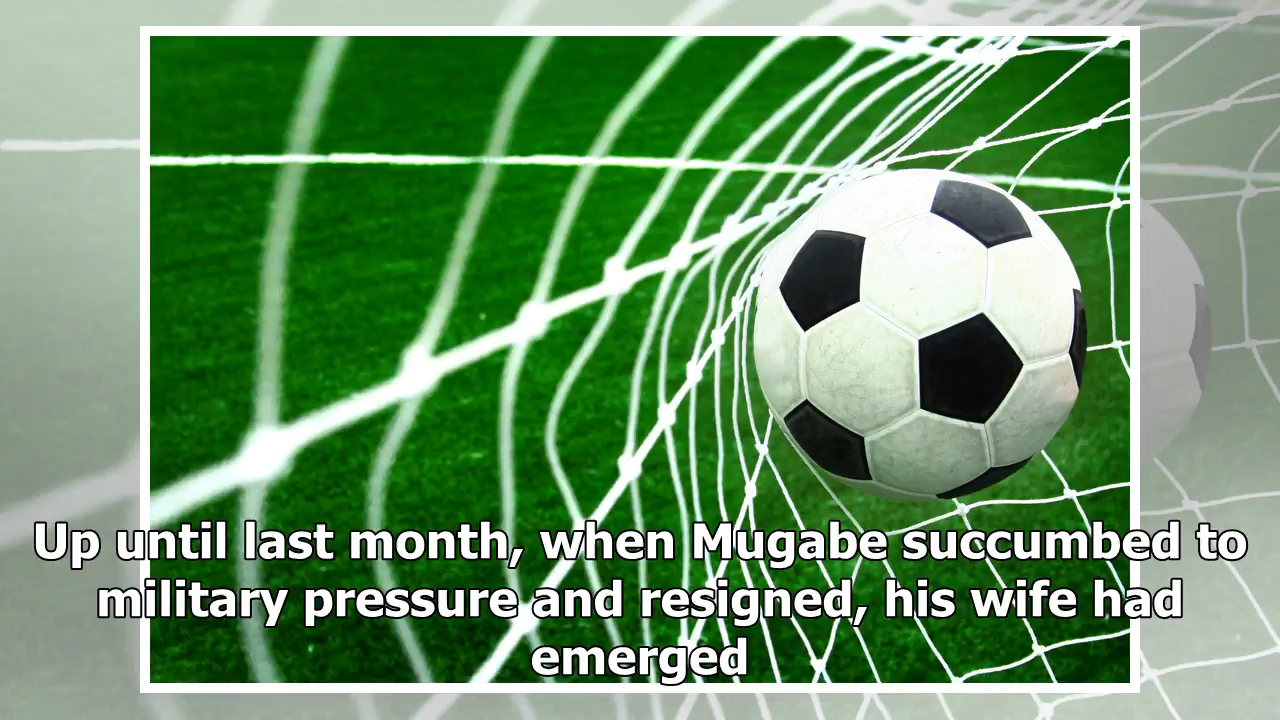 Up until last month, when Mugabe succumbed to
military pressure and resigned, his wife had
emerged